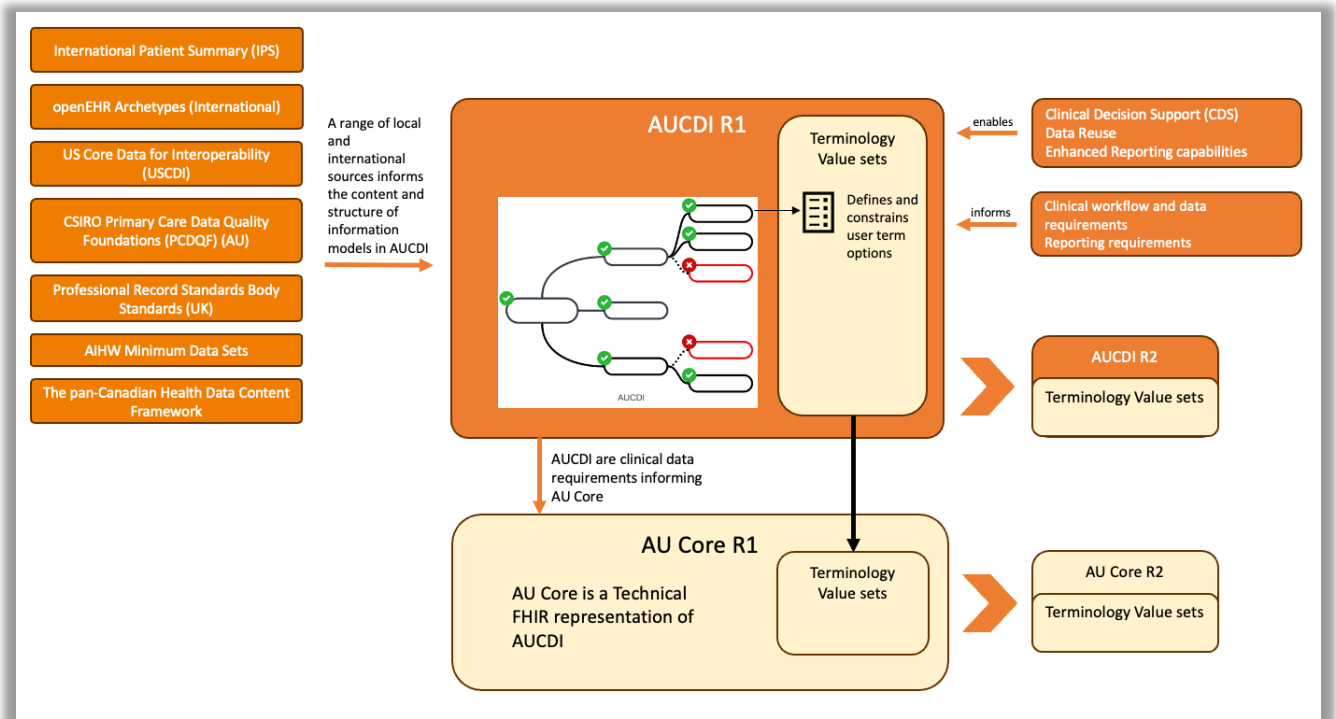 International Patient Summary (IPS)
openEHR Archetypes (International)
US Core Data for Interoperability
(USCDI)
CSIRO Primary Care Data Quality
Foundations (PCDQF) (AU)
Professional Record Standards Body
Standards (UK)
AIHW Minimum Data Sets
The pan-Canadian Health Data Content
Framework
A range of local
and
international
sources informs
the content and
structure of
information
models in AUCDI
AUCDI R1
AUCDI
Terminology
Value sets
Defines and
constrains
user term
options
enables
Clinical Decision Support (CDS)
Data Reuse
Enhanced Reporting capabilities
informs
Clinical workflow and data
requirements
Reporting requirements
AUCDI R2
Terminology Value sets
AUCDI are clinical data
requirements informing
AU Core
AU Core R1
AU Core is a Technical
FHIR representation of
AUCDI
Terminology
Value sets
AU Core R2
Terminology Value sets